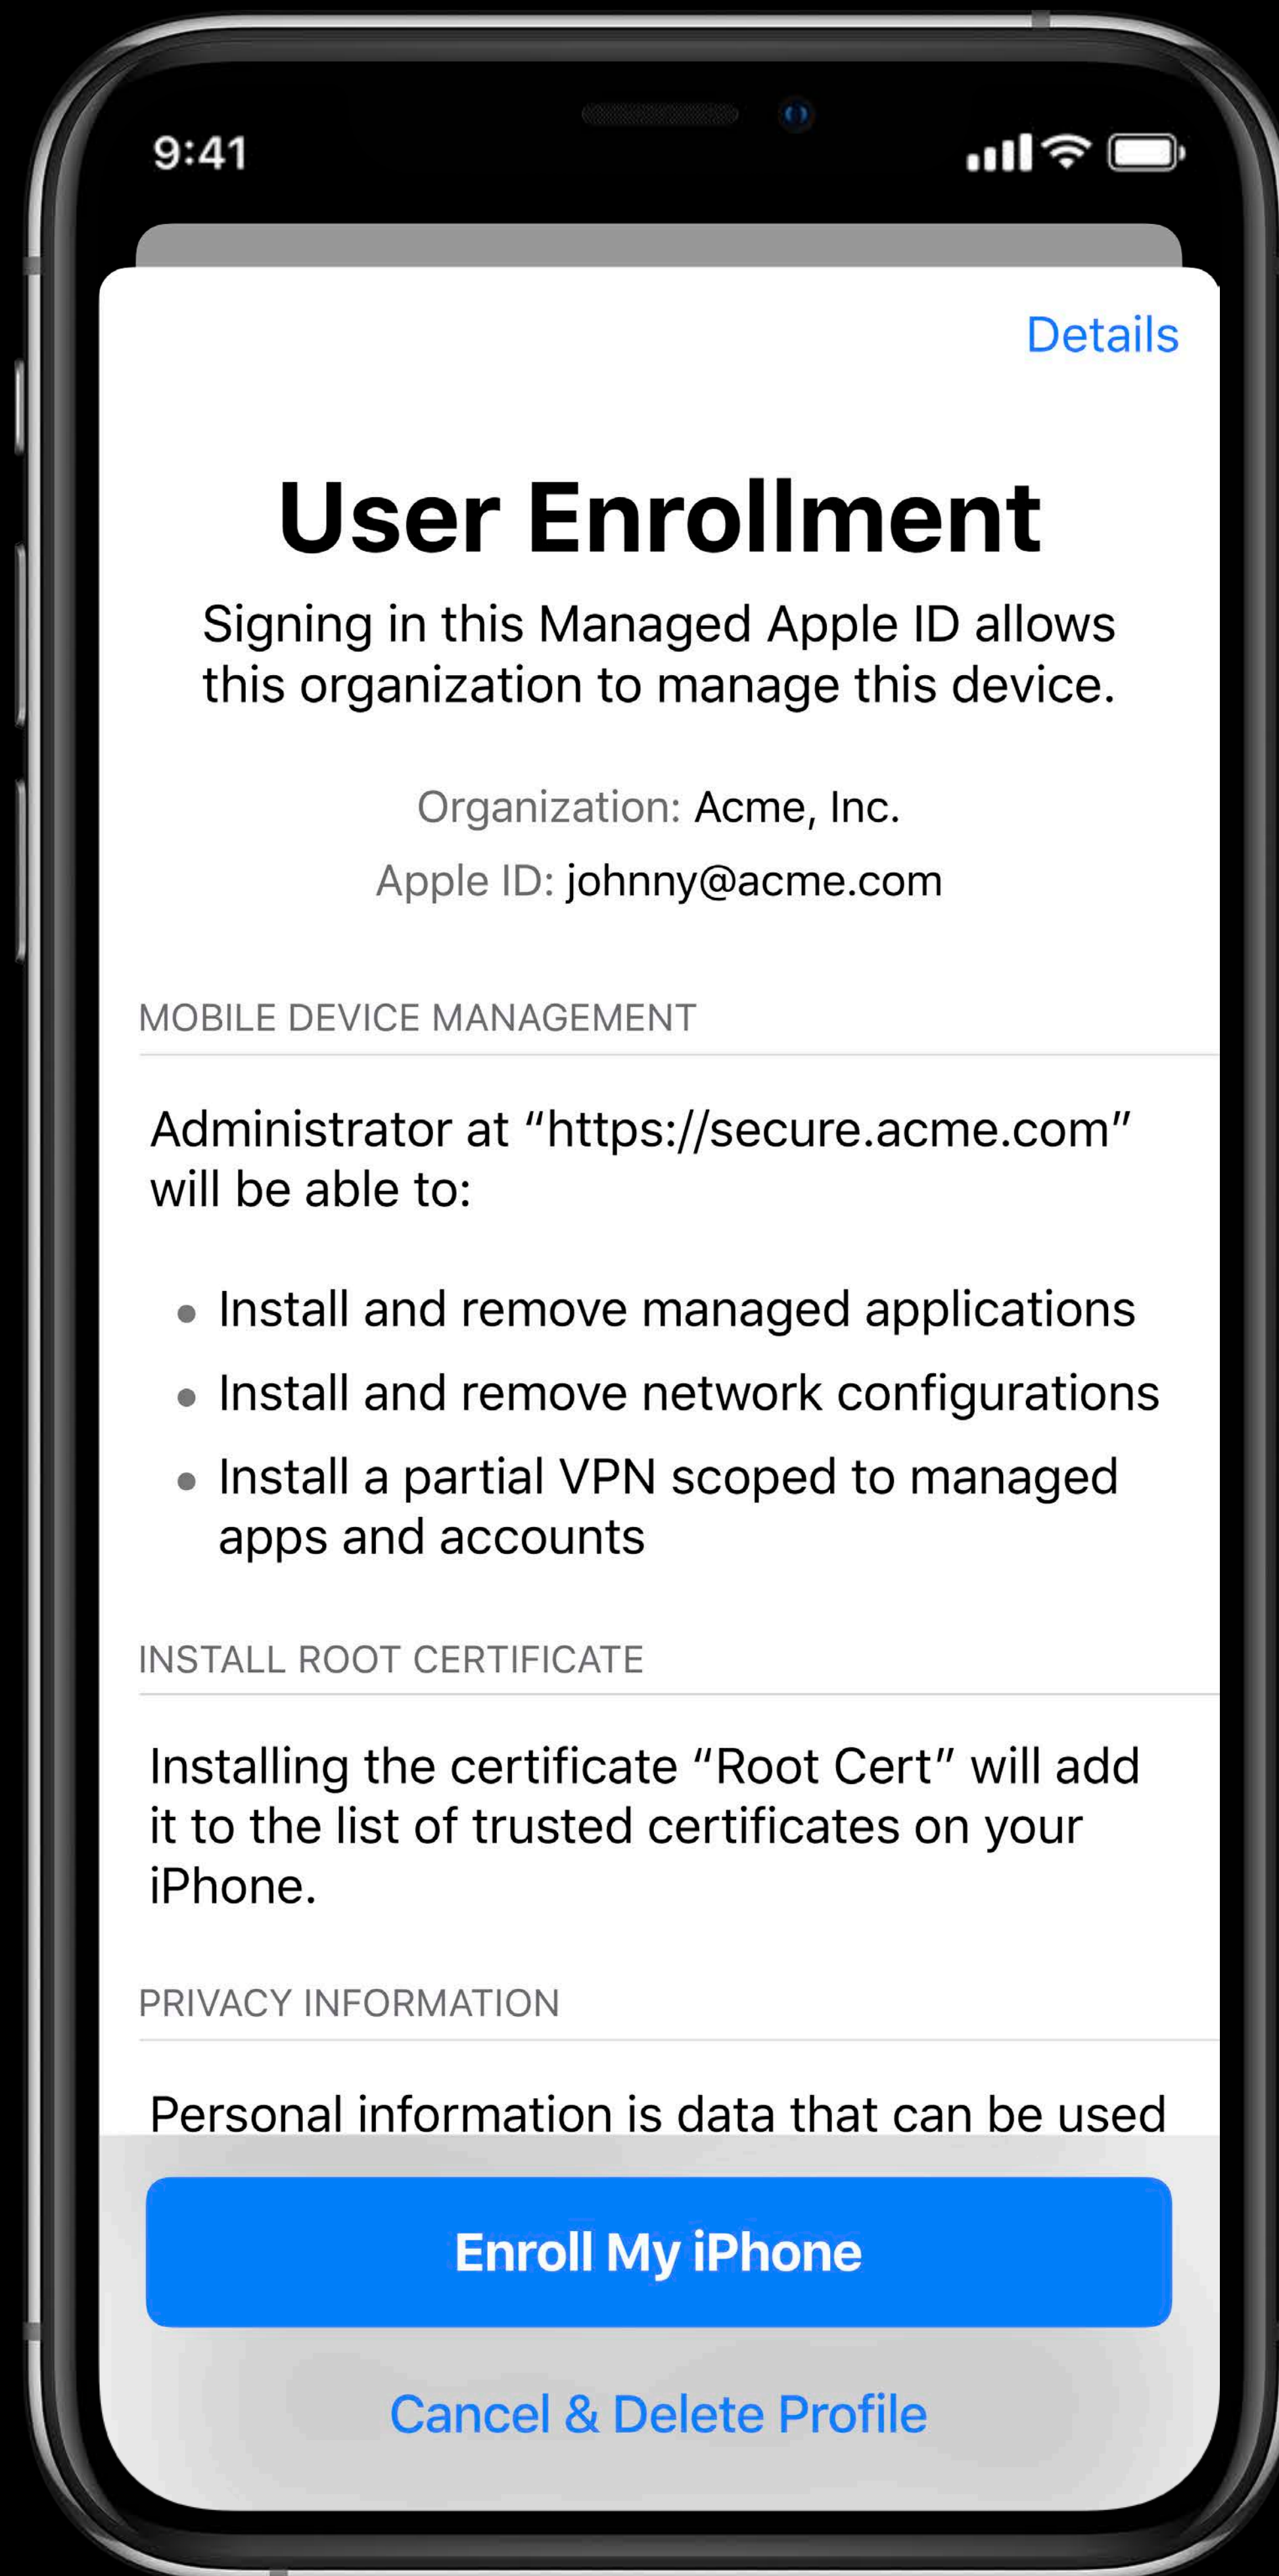 9:41
Details
User Enrollment
Signing in this Managed Apple ID allows
this organization to manage this device.
Organization: Acme, Inc.
Apple ID: johnny@acme.com
MOBILE DEVICE MANAGEMENT
Administrator at “https://secure.acme.com”
will be able to:
• Install and remove managed applications
• Install and remove network configurations
• Install a partial VPN scoped to managed
apps and accounts
INSTALL ROOT CERTIFICATE
Installing the certificate “Root Cert” will add
it to the list of trusted certificates on your
iPhone.
PRIVACY INFORMATION
Personal information is data that can be used
Enroll My iPhone
Cancel & Delete Profile